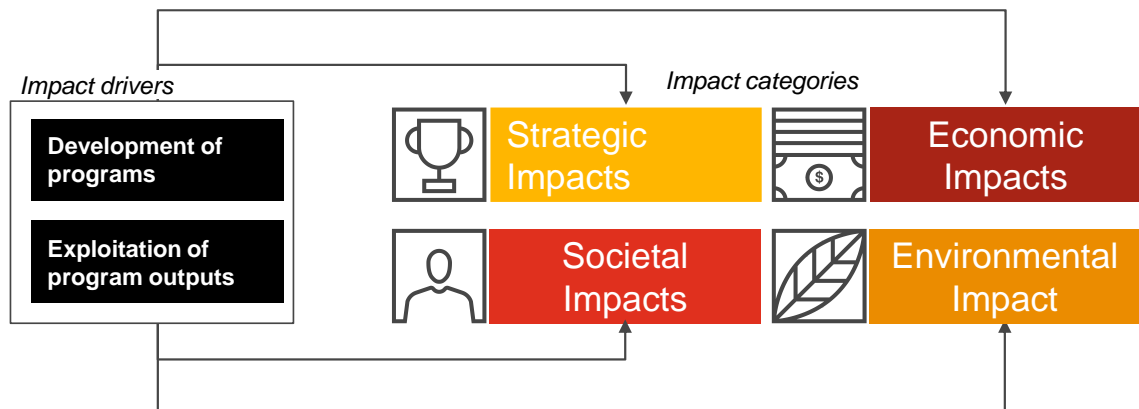 Impact drivers
Impact categories
Development of
programs
Exploitation of
program outputs
Strategic
Impacts
$
Economic
Impacts
Societal
Impacts
Environmental
Impact